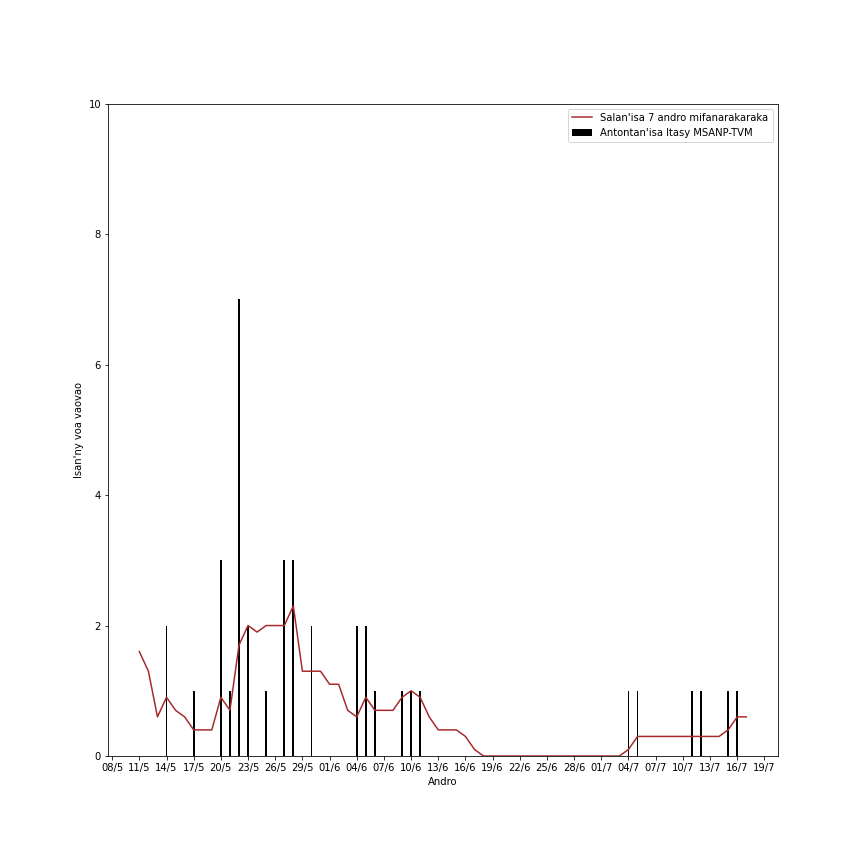 Salan'isa 7 andro mifanarakaraka
Antontan'isa Itasy MSANP-TVM
10
8
6
4
2
0
Isan'ny voa vaovao
08/5 11/5 14/5 17/5 20/5 23/5 26/5 29/5 01/6 04/6 07/6 10/6 13/6 16/6 19/6 22/6 25/6 28/6 01/7 04/7 07/7 10/7 13/7 16/7 19/7
Andro